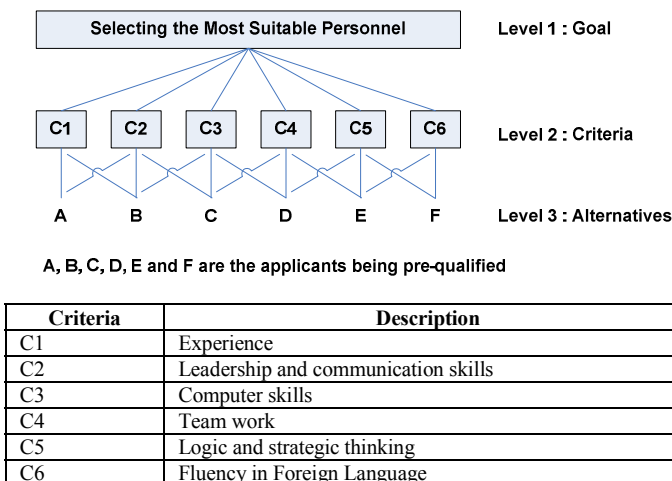 Selecting the Most Suitable Personnel Level 1 : Goal
C1 C2 C3 C4 C5 C6 Level 2 : Criteria
A B C D E F Level 3 : Alternatives
A, B, C, D, E and F are the applicants being pre-qualified
Criteria Description
C1 Experience
C2 Leadership and communication skills
C3 Computer skills
C4 Team work
C5 Logic and strategic thinking
C6 Fluency in Foreign Language